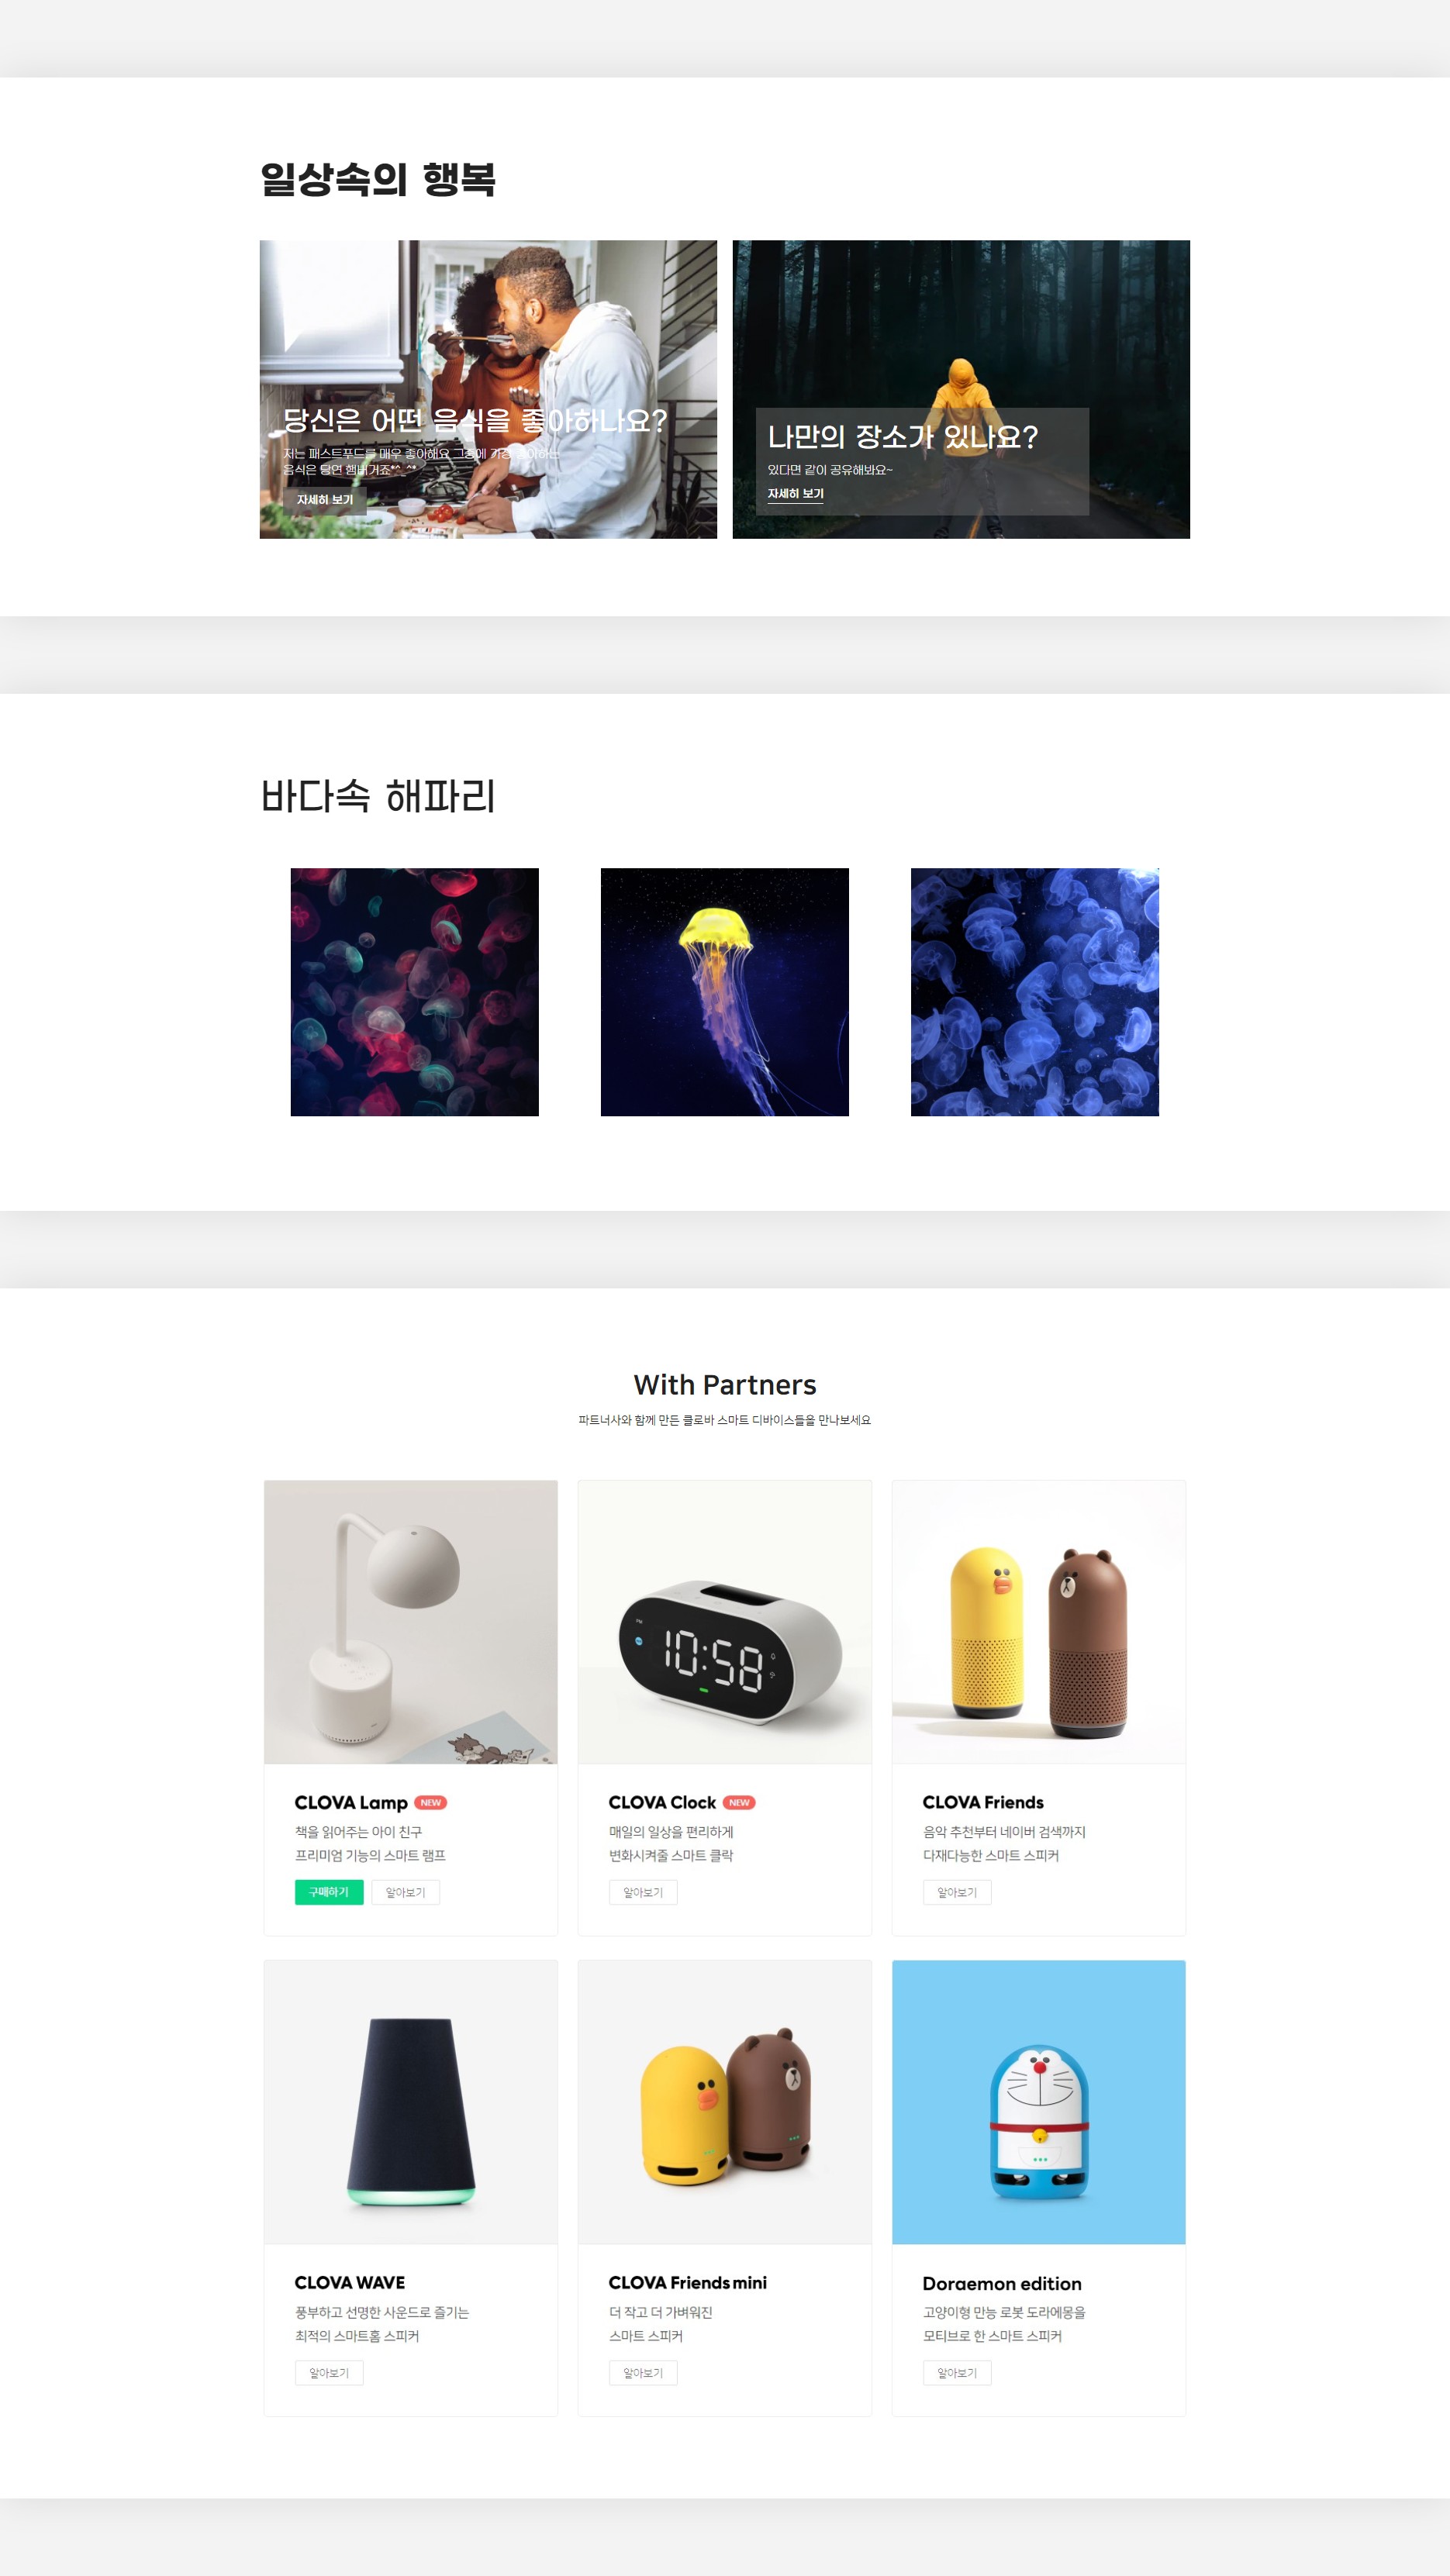 일상속의 행복
당신은 어떤 음식을 좋아하나요?
저는 패스트푸드를 매우 좋아해요 그중에 가장 좋아하는
음식은 당연 햄버거죠*^_^*
자세히 보기
나만의 장소가 있나요?
있다면 같이 공유해봐요~
자세히 보기
바다속 해파리
With Partners
파트너사와 함께 만든 클로바 스마트 디바이스들을 만나보세요
10:58
CLOVA Lamp NEW
책을 읽어주는 아이 친구
프리미엄 기능의 스마트 램프
구매하기 알아보기
CLOVA Clock NEW
매일의 일상을 편리하게
변화시켜줄 스마트 클락
알아보기
CLOVA Friends
음악 추천부터 네이버 검색까지
다재다능한 스마트 스피커
알아보기
CLOVA WAVE
풍부하고 선명한 사운드로 즐기는
최적의 스마트홈 스피커
알아보기
CLOVA Friends mini
더 작고 더 가벼워진
스마트 스피커
알아보기
Doraemon edition
고양이형 만능 로봇 도라에몽을
모티브로 한 스마트 스피커
알아보기